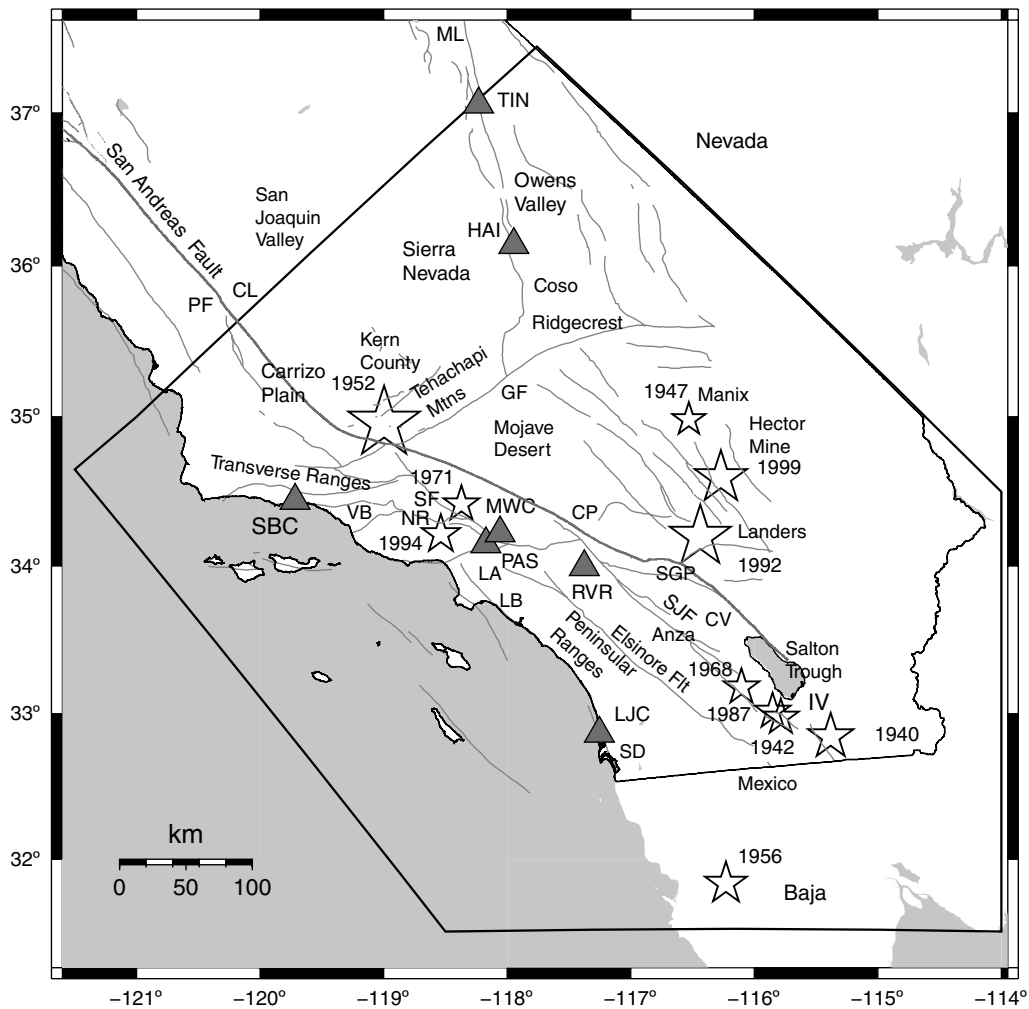 ML
TIN
37°
Nevada
San Andreas Fault
San
Joaquin
Valley
Owens
Valley
HAI
Sierra
Nevada
36°
CL
PF
Coso
Ridgecrest
Kern
County
Carrizo
Plain
1952
Tehachapi
Mtns
GF
1947
Manix
35°
Mojave
Desert
Hector
Mine
1999
Transverse Ranges
1971
SF
MWC
SBC
VB
NR
CP
1994
Landers
34°
PAS
1992
LA
RVR
SGP
LB
SJF
CV
Peninsular
Ranges
Elsinore Flt
Anza
Salton
Trough
1968
33°
LJC
1987
IV
SD
1942
1940
Mexico
km
0 50 100
32°
1956
Baja
−121° −120° −119° −118° −117° −116° −115° −114°